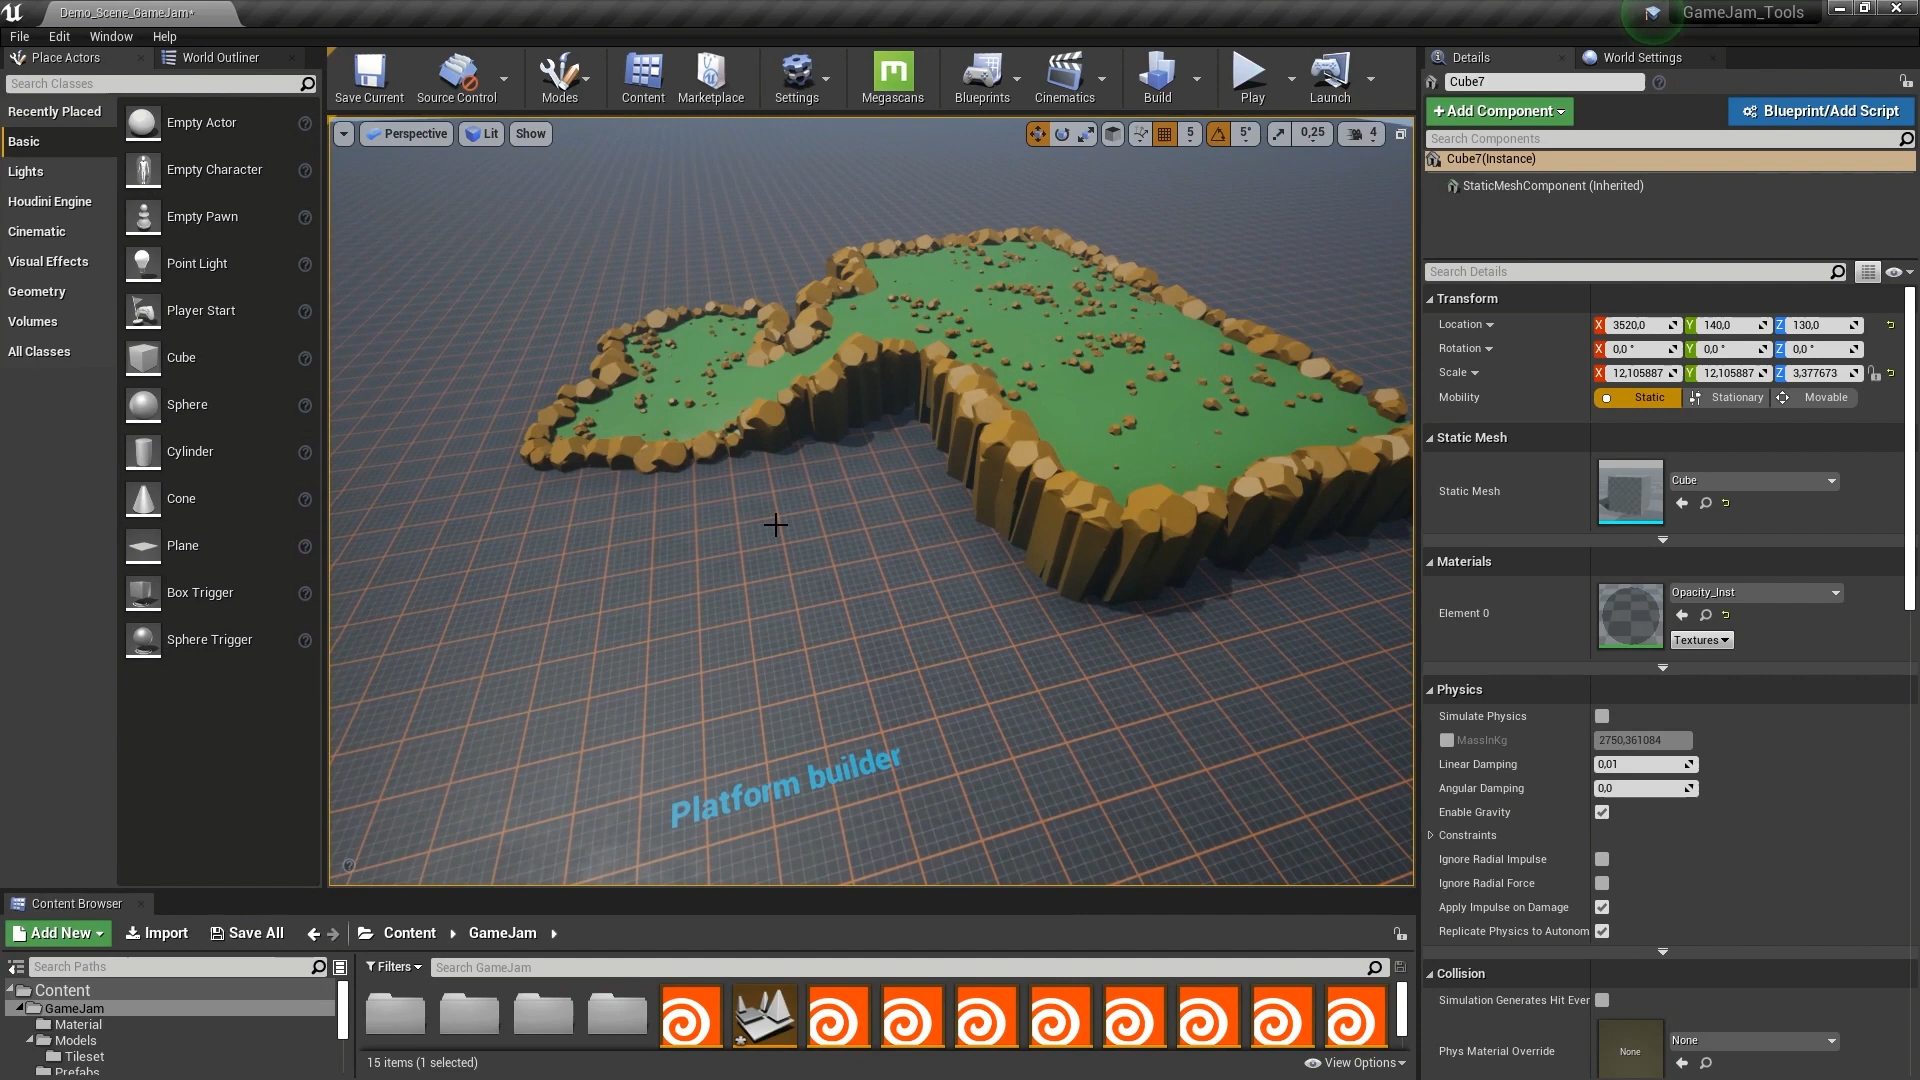 Demo_Scene_GameJam*
GameJam_Tools
File Edit Window Help
Place Actors
World Outliner
Search Classes
Recently Placed
Basic
Lights
Houdini Engine
Cinematic
Visual Effects
Geometry
Volumes
All Classes
Empty Actor
Empty Character
Empty Pawn
Point Light
Player Start
Cube
Sphere
Cylinder
Cone
Plane
Box Trigger
Sphere Trigger
Save Current
Source Control
Modes
Content
Marketplace
Settings
Megascans
Blueprints
Cinematics
Build
Play
Launch
Perspective
Lit
Show
5
5°
0,25
4
Platform builder
Details
World Settings
Cube7
+Add Component
Blueprint/Add Script
Search Components
Cube7(Instance)
StaticMeshComponent (Inherited)
Search Details
Transform
Location X 3520,0 Y 140,0 Z 130,0
Rotation X 0,0 ° Y 0,0 ° Z 0,0 °
Scale X 12,105887 Y 12,105887 Z 3,377673
Mobility Static Stationary Movable
Static Mesh
Static Mesh
Cube
Materials
Element 0
Opacity_Inst
Textures
Physics
Simulate Physics
MassInKg 2750,361084
Linear Damping 0,01
Angular Damping 0,0
Enable Gravity
Constraints
Ignore Radial Impulse
Ignore Radial Force
Apply Impulse on Damage
Replicate Physics to Autonom
Collision
Simulation Generates Hit Ever
Phys Material Override
None
None
Content Browser
Add New
Import
Save All
Content
GameJam
Search Paths
Filters
Search GameJam
Content
GameJam
Material
Models
Tileset
Prefabs
15 items (1 selected)
View Options